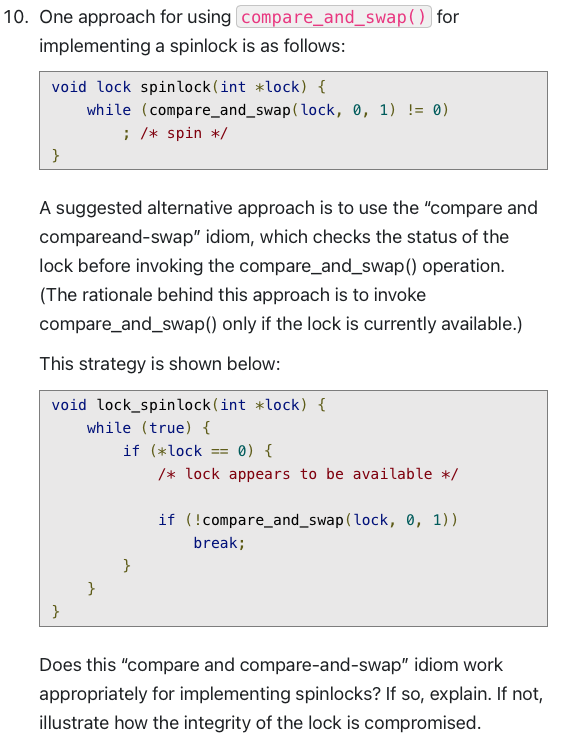 10. One approach for using compare_and_swap() for
implementing a spinlock is as follows:
void lock spinlock(int *lock) {
    while (compare_and_swap(lock, 0, 1) != 0)
        ; /* spin */
}
A suggested alternative approach is to use the “compare and
compareand-swap” idiom, which checks the status of the
lock before invoking the compare_and_swap() operation.
(The rationale behind this approach is to invoke
compare_and_swap() only if the lock is currently available.)
This strategy is shown below:
void lock_spinlock(int *lock) {
    while (true) {
        if (*lock == 0) {
            /* lock appears to be available */
            if (!compare_and_swap(lock, 0, 1))
                break;
        }
    }
}
Does this “compare and compare-and-swap” idiom work
appropriately for implementing spinlocks? If so, explain. If not,
illustrate how the integrity of the lock is compromised.